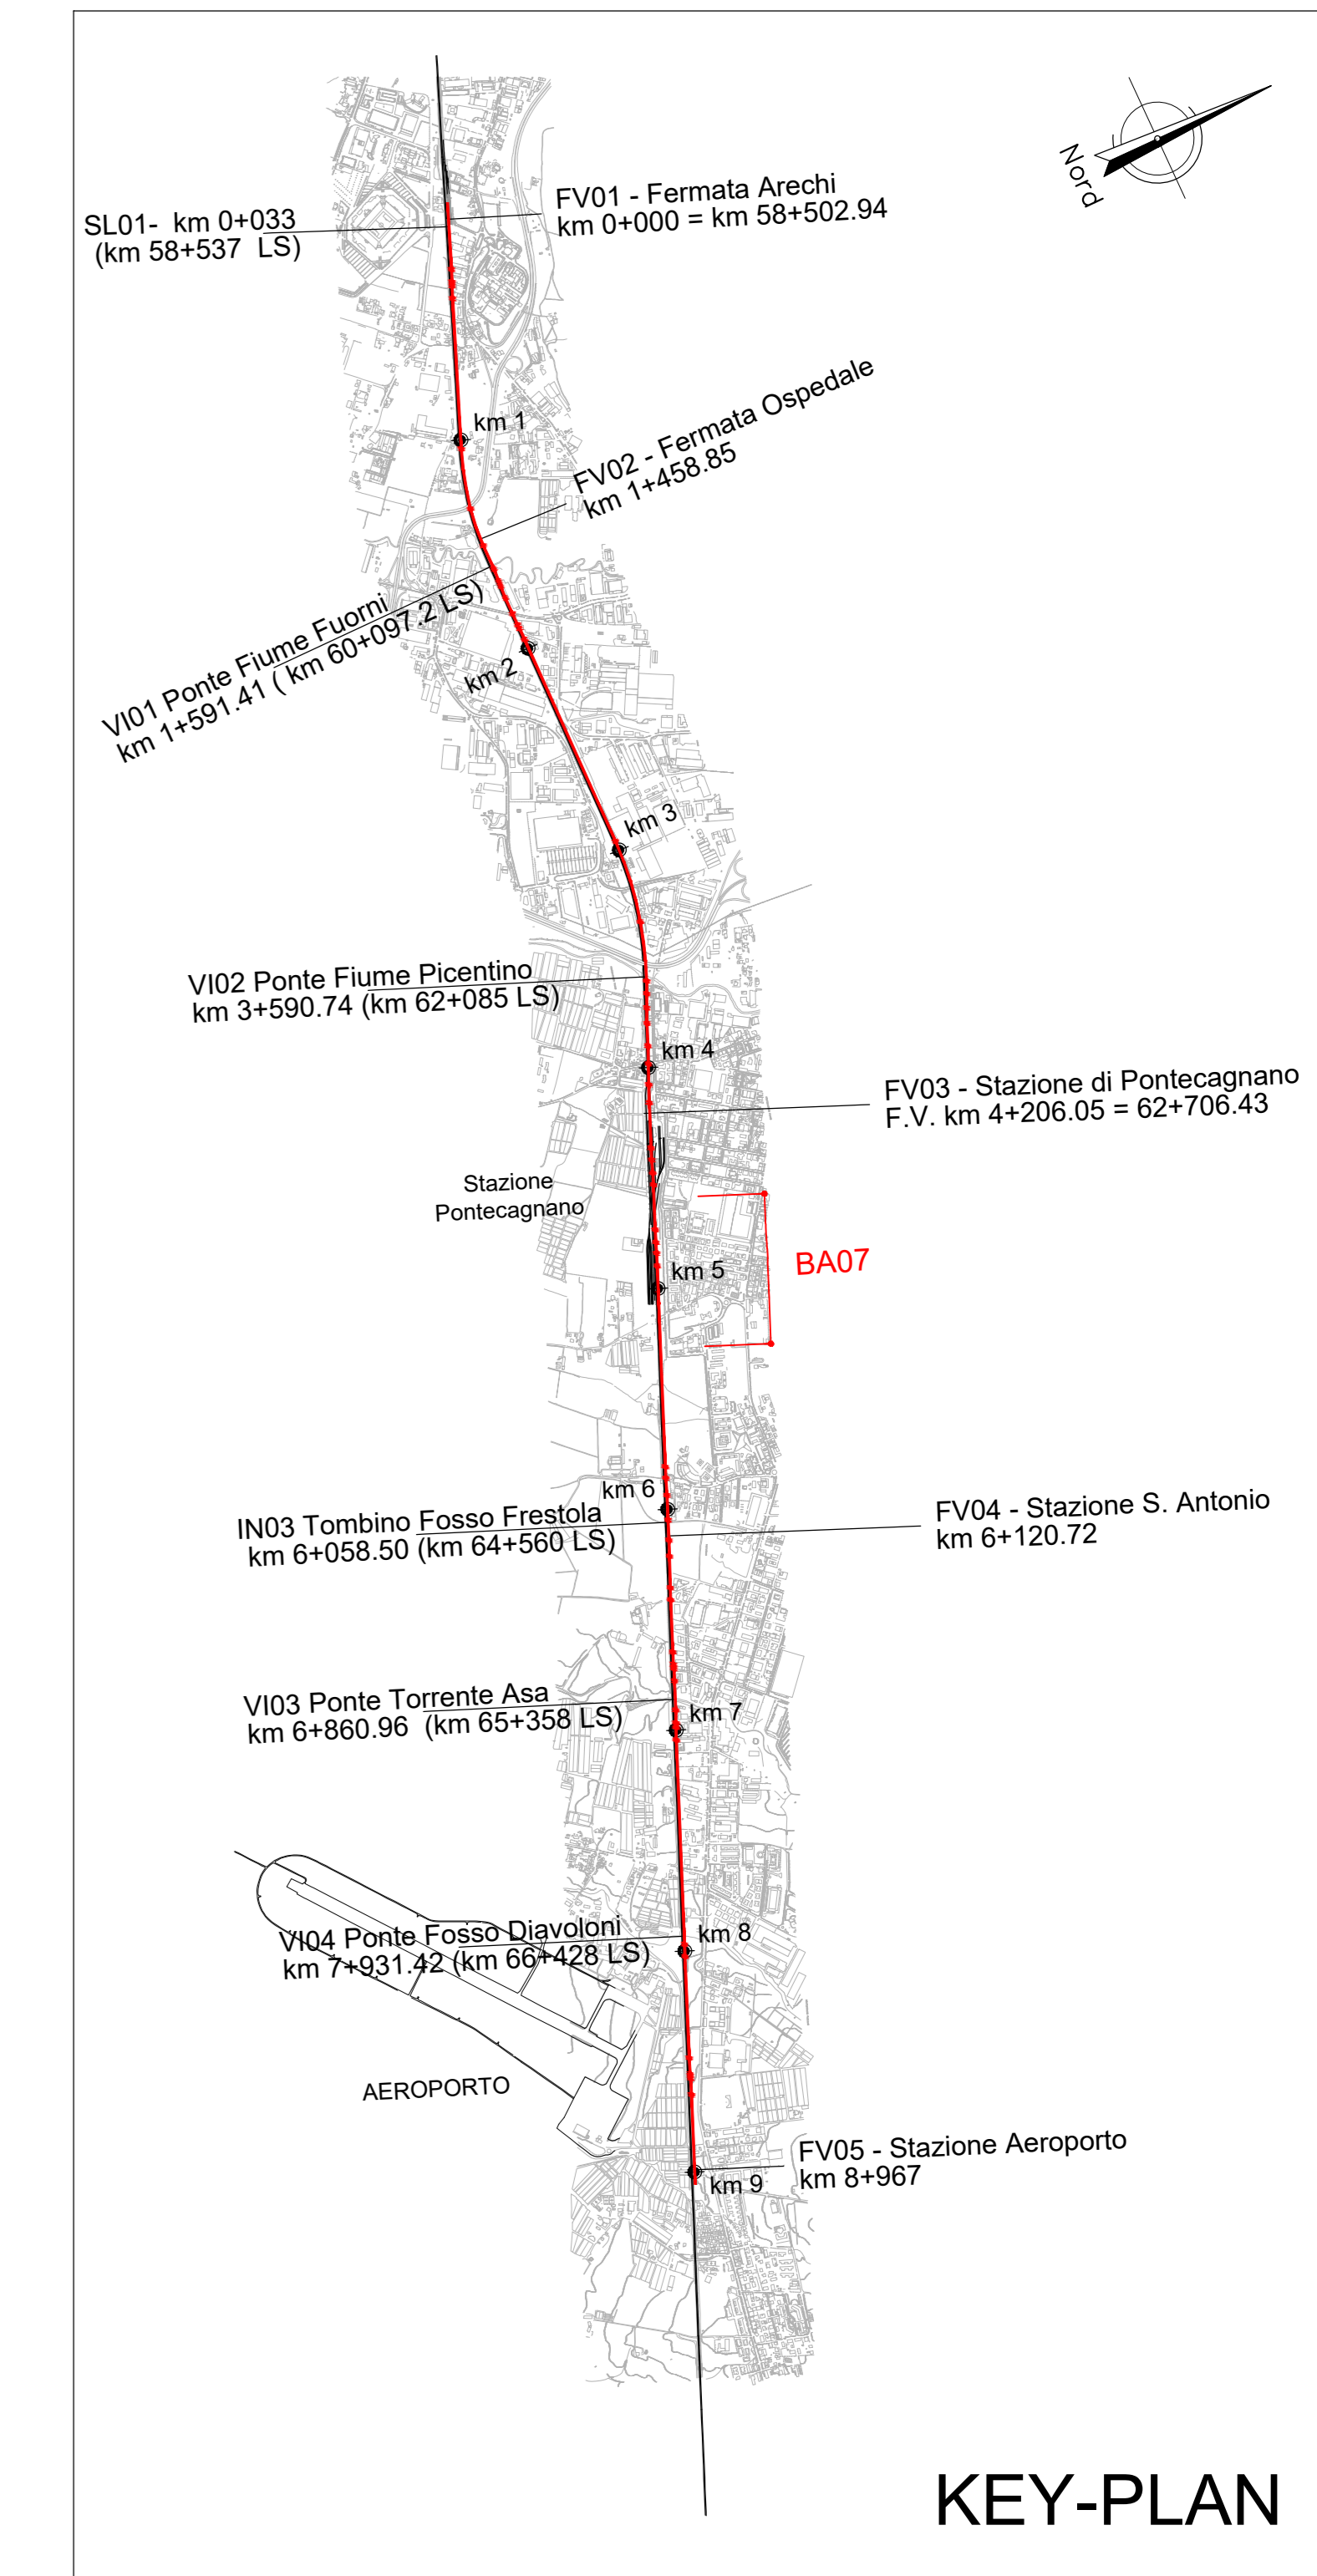 Nord
FV01 - Fermata Arechi
km 0+000 = km 58+502.94
SL01- km 0+033
(km 58+537 LS)
km 1
FV02 - Fermata Ospedale
km 1+458.85
VI01 Ponte Fiume Fuorni
km 1+591.41 ( km 60+097.2 LS)
km 2
km 3
VI02 Ponte Fiume Picentino
km 3+590.74 (km 62+085 LS)
km 4
FV03 - Stazione di Pontecagnano
F.V. km 4+206.05 = 62+706.43
Stazione
Pontecagnano
BA07
km 5
km 6
IN03 Tombino Fosso Frestola
km 6+058.50 (km 64+560 LS)
FV04 - Stazione S. Antonio
km 6+120.72
VI03 Ponte Torrente Asa
km 6+860.96 (km 65+358 LS)
km 7
VI04 Ponte Fosso Diavoloni
km 7+931.42 (km 66+428 LS)
km 8
AEROPORTO
FV05 - Stazione Aeroporto
km 8+967
km 9
KEY-PLAN